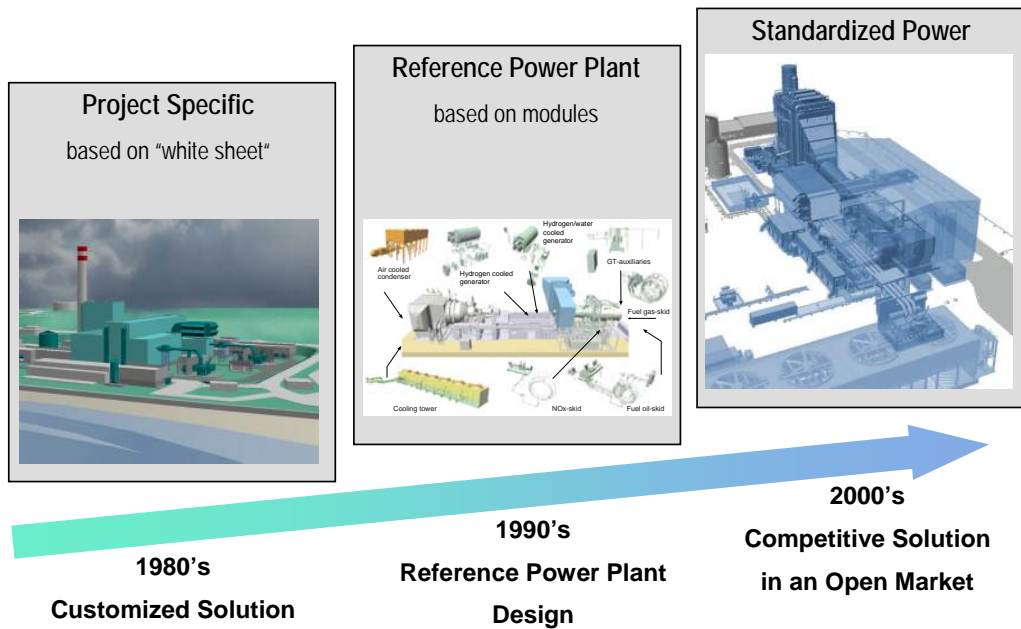 Project Specific
based on “white sheet“
Reference Power Plant
based on modules
Hydrogen/water
cooled
generator
Air cooled
condenser
Hydrogen cooled
generator
GT-auxiliaries
Fuel gas-skid
Cooling tower
NOx-skid
Fuel oil-skid
Standardized Power
1980’s
Customized Solution
1990’s
Reference Power Plant
Design
2000’s
Competitive Solution
in an Open Market